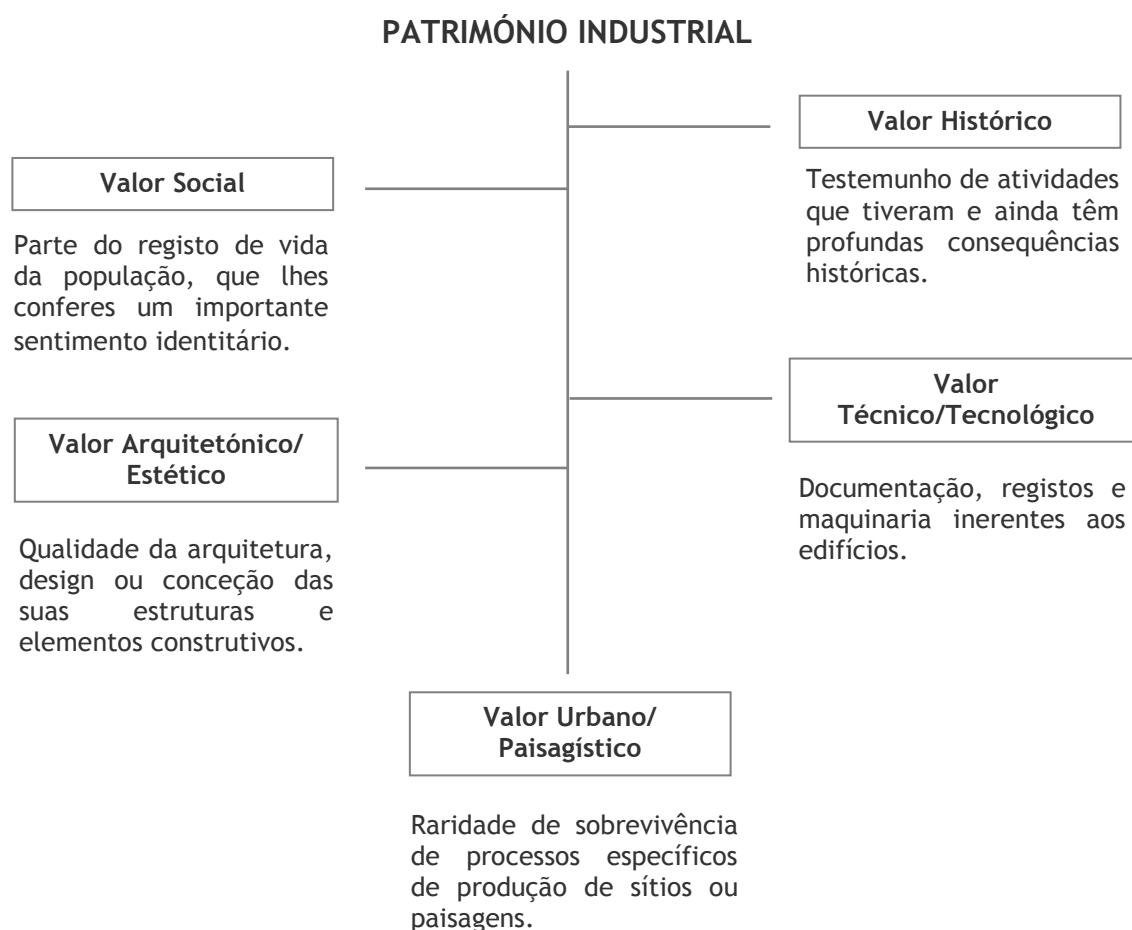 PATRIMÓNIO INDUSTRIAL
Valor Histórico
Testemunho de atividades
que tiveram e ainda têm
profundas consequências
históricas.
Valor Social
Parte do registo de vida
da população, que lhes
conferes um importante
sentimento identitário.
Valor
Técnico/Tecnológico
Documentação, registos e
maquinaria inerentes aos
edifícios.
Valor Arquitetónico/
Estético
Qualidade da arquitetura,
design ou conceção das
suas estruturas e
elementos construtivos.
Valor Urbano/
Paisagístico
Raridade de sobrevivência
de processos específicos
de produção de sítios ou
paisagens.